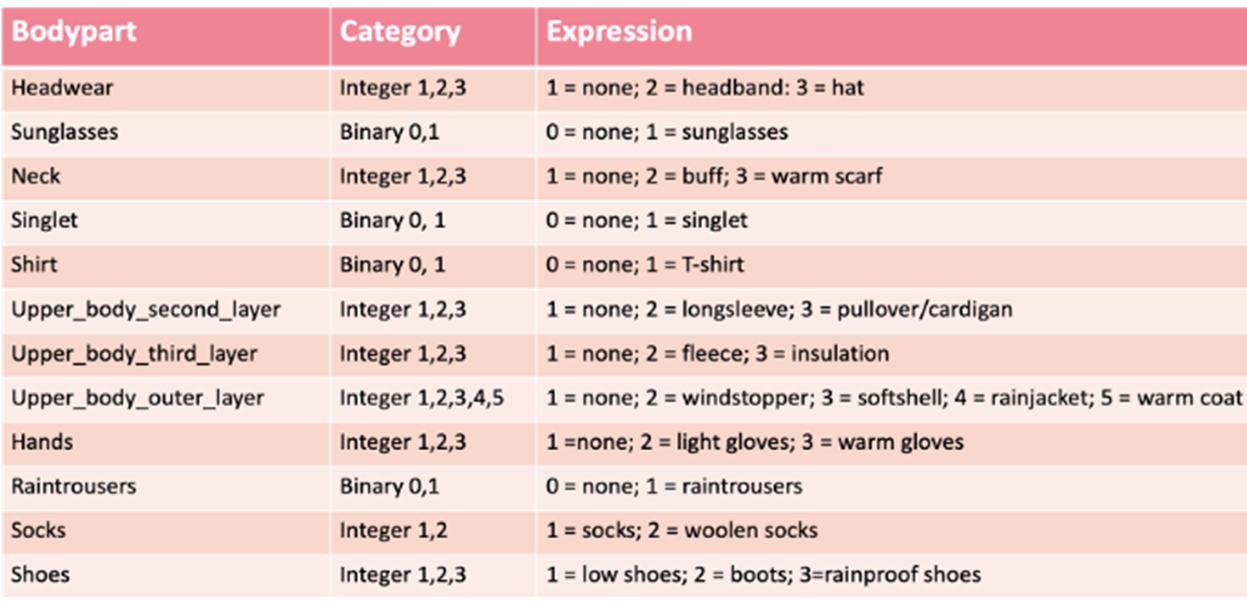 Bodypart Category Expression
Headwear Integer 1,2,3 1 = none; 2 = headband: 3 = hat
Sunglasses Binary 0,1 0 = none; 1 = sunglasses
Neck Integer 1,2,3 1 = none; 2 = buff; 3 = warm scarf
Singlet Binary 0, 1 0 = none; 1 = singlet
Shirt Binary 0, 1 0 = none; 1 = T-shirt
Upper_body_second_layer Integer 1,2,3 1 = none; 2 = longsleeve; 3 = pullover/cardigan
Upper_body_third_layer Integer 1,2,3 1 = none; 2 = fleece; 3 = insulation
Upper_body_outer_layer Integer 1,2,3,4,5 1 = none; 2 = windstopper; 3 = softshell; 4 = rainjacket; 5 = warm coat
Hands Integer 1,2,3 1 =none; 2 = light gloves; 3 = warm gloves
Raintrousers Binary 0,1 0 = none; 1 = raintrousers
Socks Integer 1,2 1 = socks; 2 = woolen socks
Shoes Integer 1,2,3 1 = low shoes; 2 = boots; 3=rainproof shoes